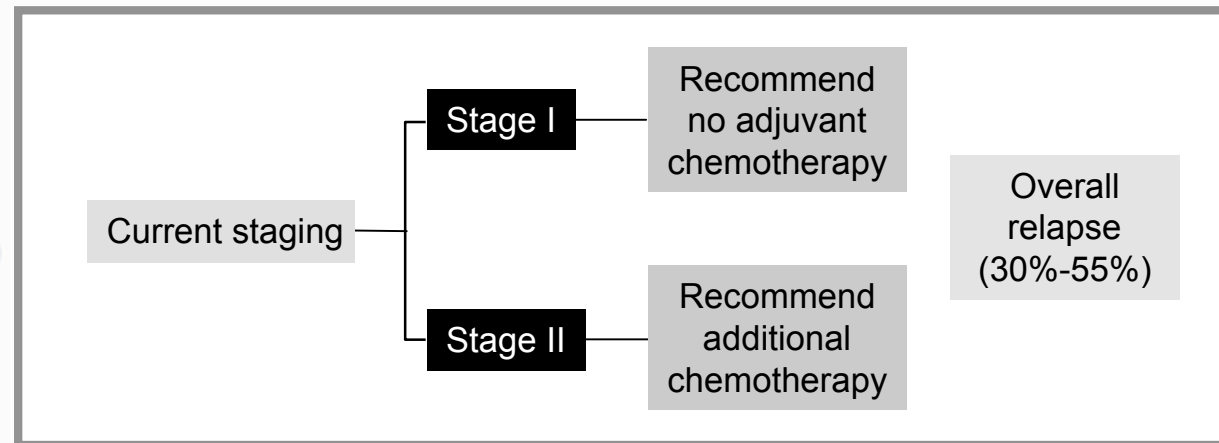 Current staging
Stage I
Recommend
no adjuvant
chemotherapy
Stage II
Recommend
additional
chemotherapy
Overall
relapse
(30%-55%)